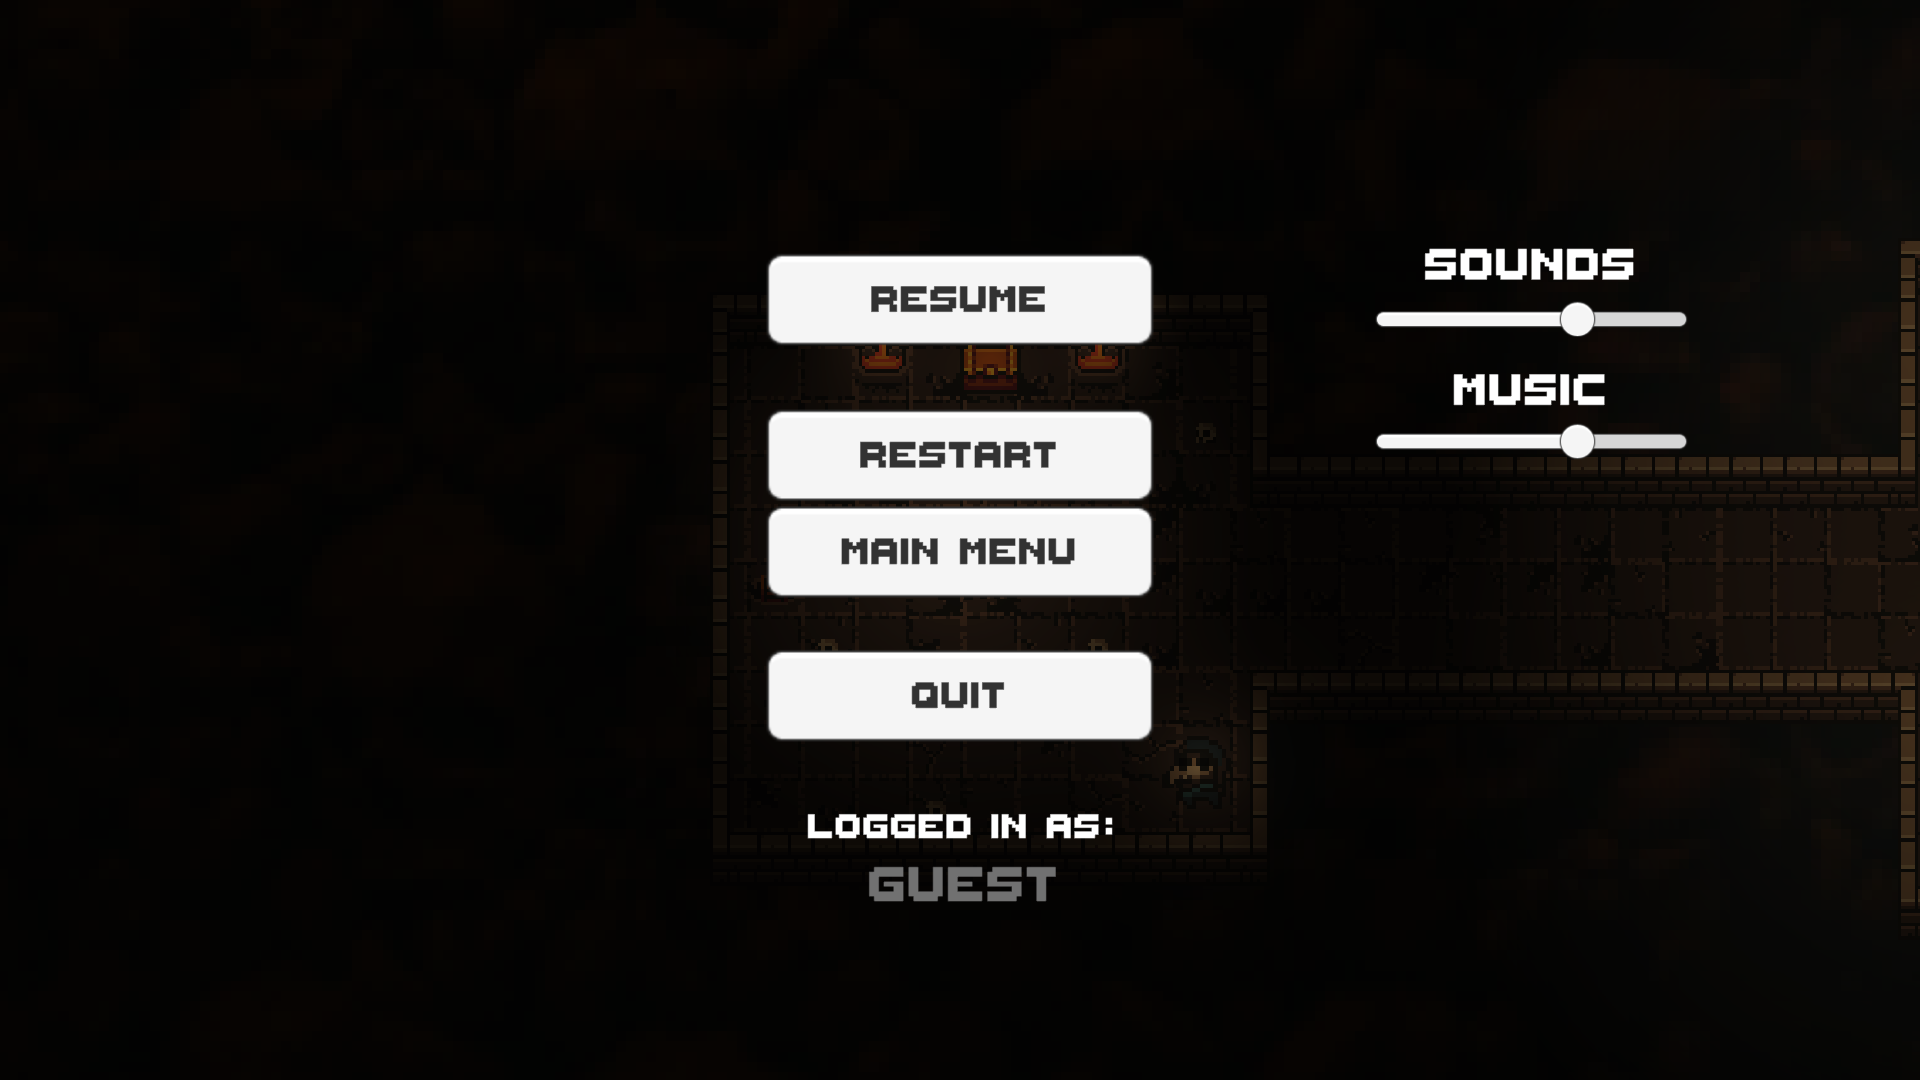 RESUME
RESTART
MAIN MENU
QUIT
LOGGED IN AS:
GUEST
SOUNDS
MUSIC